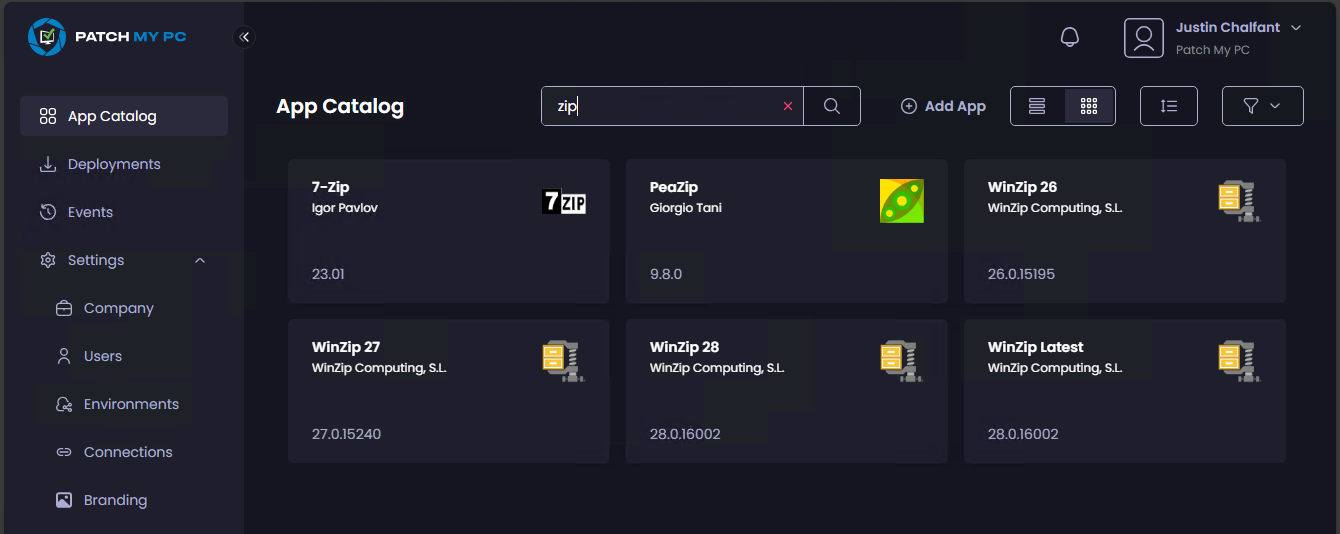 PATCH MY PC
Justin Chalfant
Patch My PC
App Catalog
Deployments
Events
Settings
Company
Users
Environments
Connections
Branding
App Catalog
zip
Add App
7-Zip
Igor Pavlov
7ZIP
23.01
PeaZip
Giorgio Tani
9.8.0
WinZip 26
WinZip Computing, S.L.
26.0.15195
WinZip 27
WinZip Computing, S.L.
27.0.15240
WinZip 28
WinZip Computing, S.L.
28.0.16002
WinZip Latest
WinZip Computing, S.L.
28.0.16002